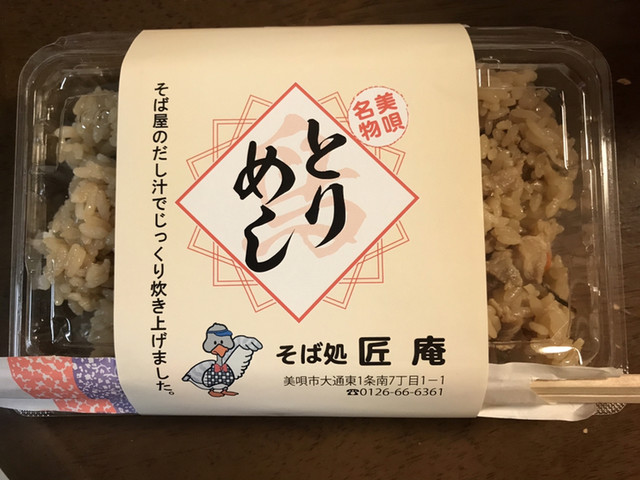 そば屋のだし汁でじっくり炊き上げました。
美唄
名物
とり
めし
そば処 匠庵
美唄市大通東1条南7丁目1－1
☎0126-66-6361